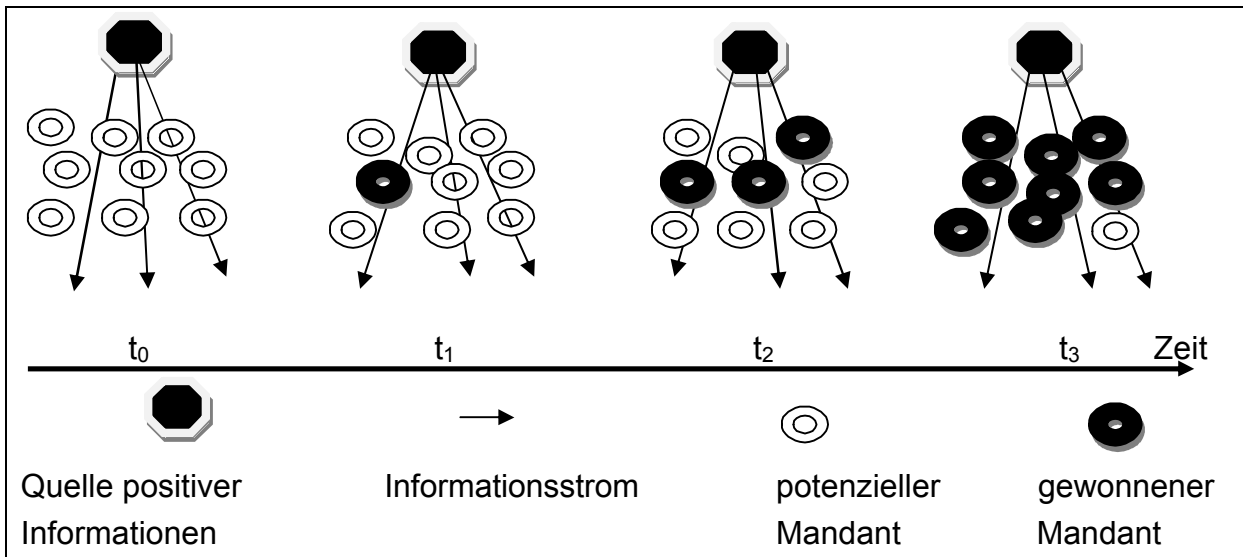 t₀ t₁ t₂ t₃ Zeit
Quelle positiver Informationsstrom potenzieller gewonnener
Informationen Mandant Mandant